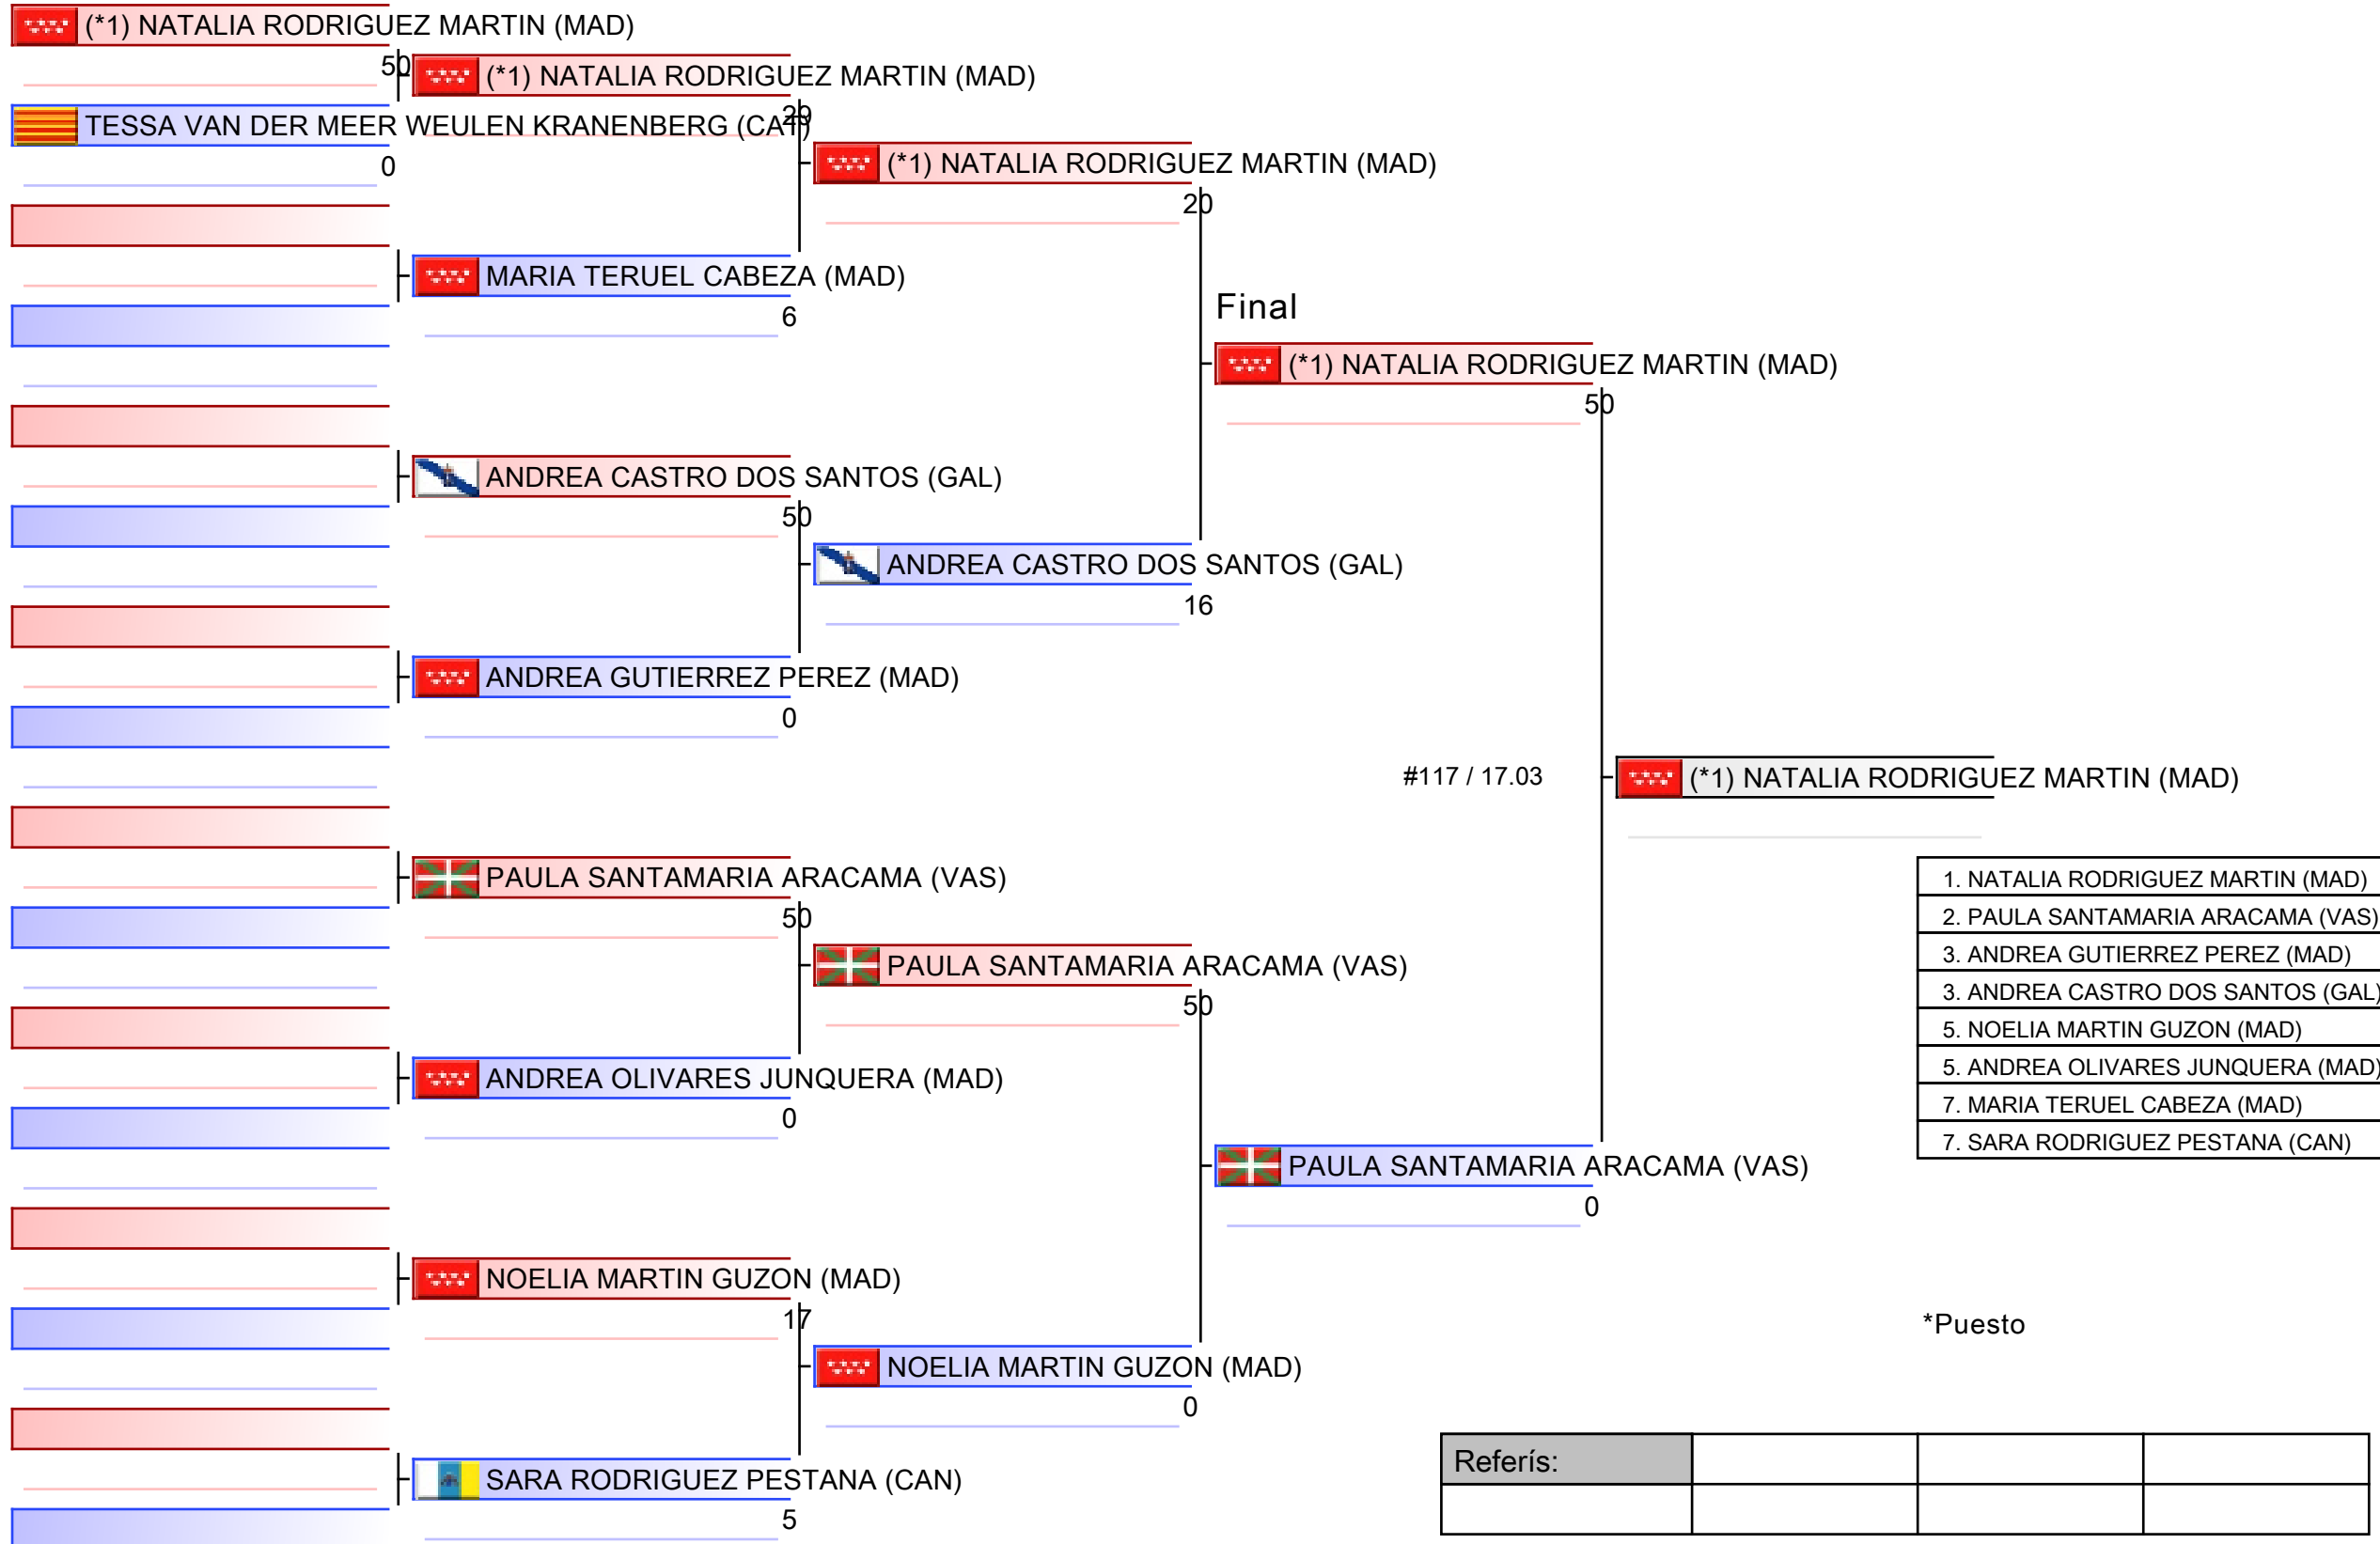 (*1) NATALIA RODRIGUEZ MARTIN (MAD)
50
TESSA VAN DER MEER WEULEN KRANENBERG (CAT)
0
(*1) NATALIA RODRIGUEZ MARTIN (MAD)
29
MARIA TERUEL CABEZA (MAD)
6
ANDREA CASTRO DOS SANTOS (GAL)
50
ANDREA GUTIERREZ PEREZ (MAD)
0
PAULA SANTAMARIA ARACAMA (VAS)
50
ANDREA OLIVARES JUNQUERA (MAD)
0
NOELIA MARTIN GUZON (MAD)
17
SARA RODRIGUEZ PESTANA (CAN)
5
(*1) NATALIA RODRIGUEZ MARTIN (MAD)
20
ANDREA CASTRO DOS SANTOS (GAL)
16
PAULA SANTAMARIA ARACAMA (VAS)
50
NOELIA MARTIN GUZON (MAD)
0
Final
(*1) NATALIA RODRIGUEZ MARTIN (MAD)
50
#117 / 17.03
PAULA SANTAMARIA ARACAMA (VAS)
0
(*1) NATALIA RODRIGUEZ MARTIN (MAD)
1. NATALIA RODRIGUEZ MARTIN (MAD)
2. PAULA SANTAMARIA ARACAMA (VAS)
3. ANDREA GUTIERREZ PEREZ (MAD)
3. ANDREA CASTRO DOS SANTOS (GAL)
5. NOELIA MARTIN GUZON (MAD)
5. ANDREA OLIVARES JUNQUERA (MAD)
7. MARIA TERUEL CABEZA (MAD)
7. SARA RODRIGUEZ PESTANA (CAN)
*Puesto
Referís: